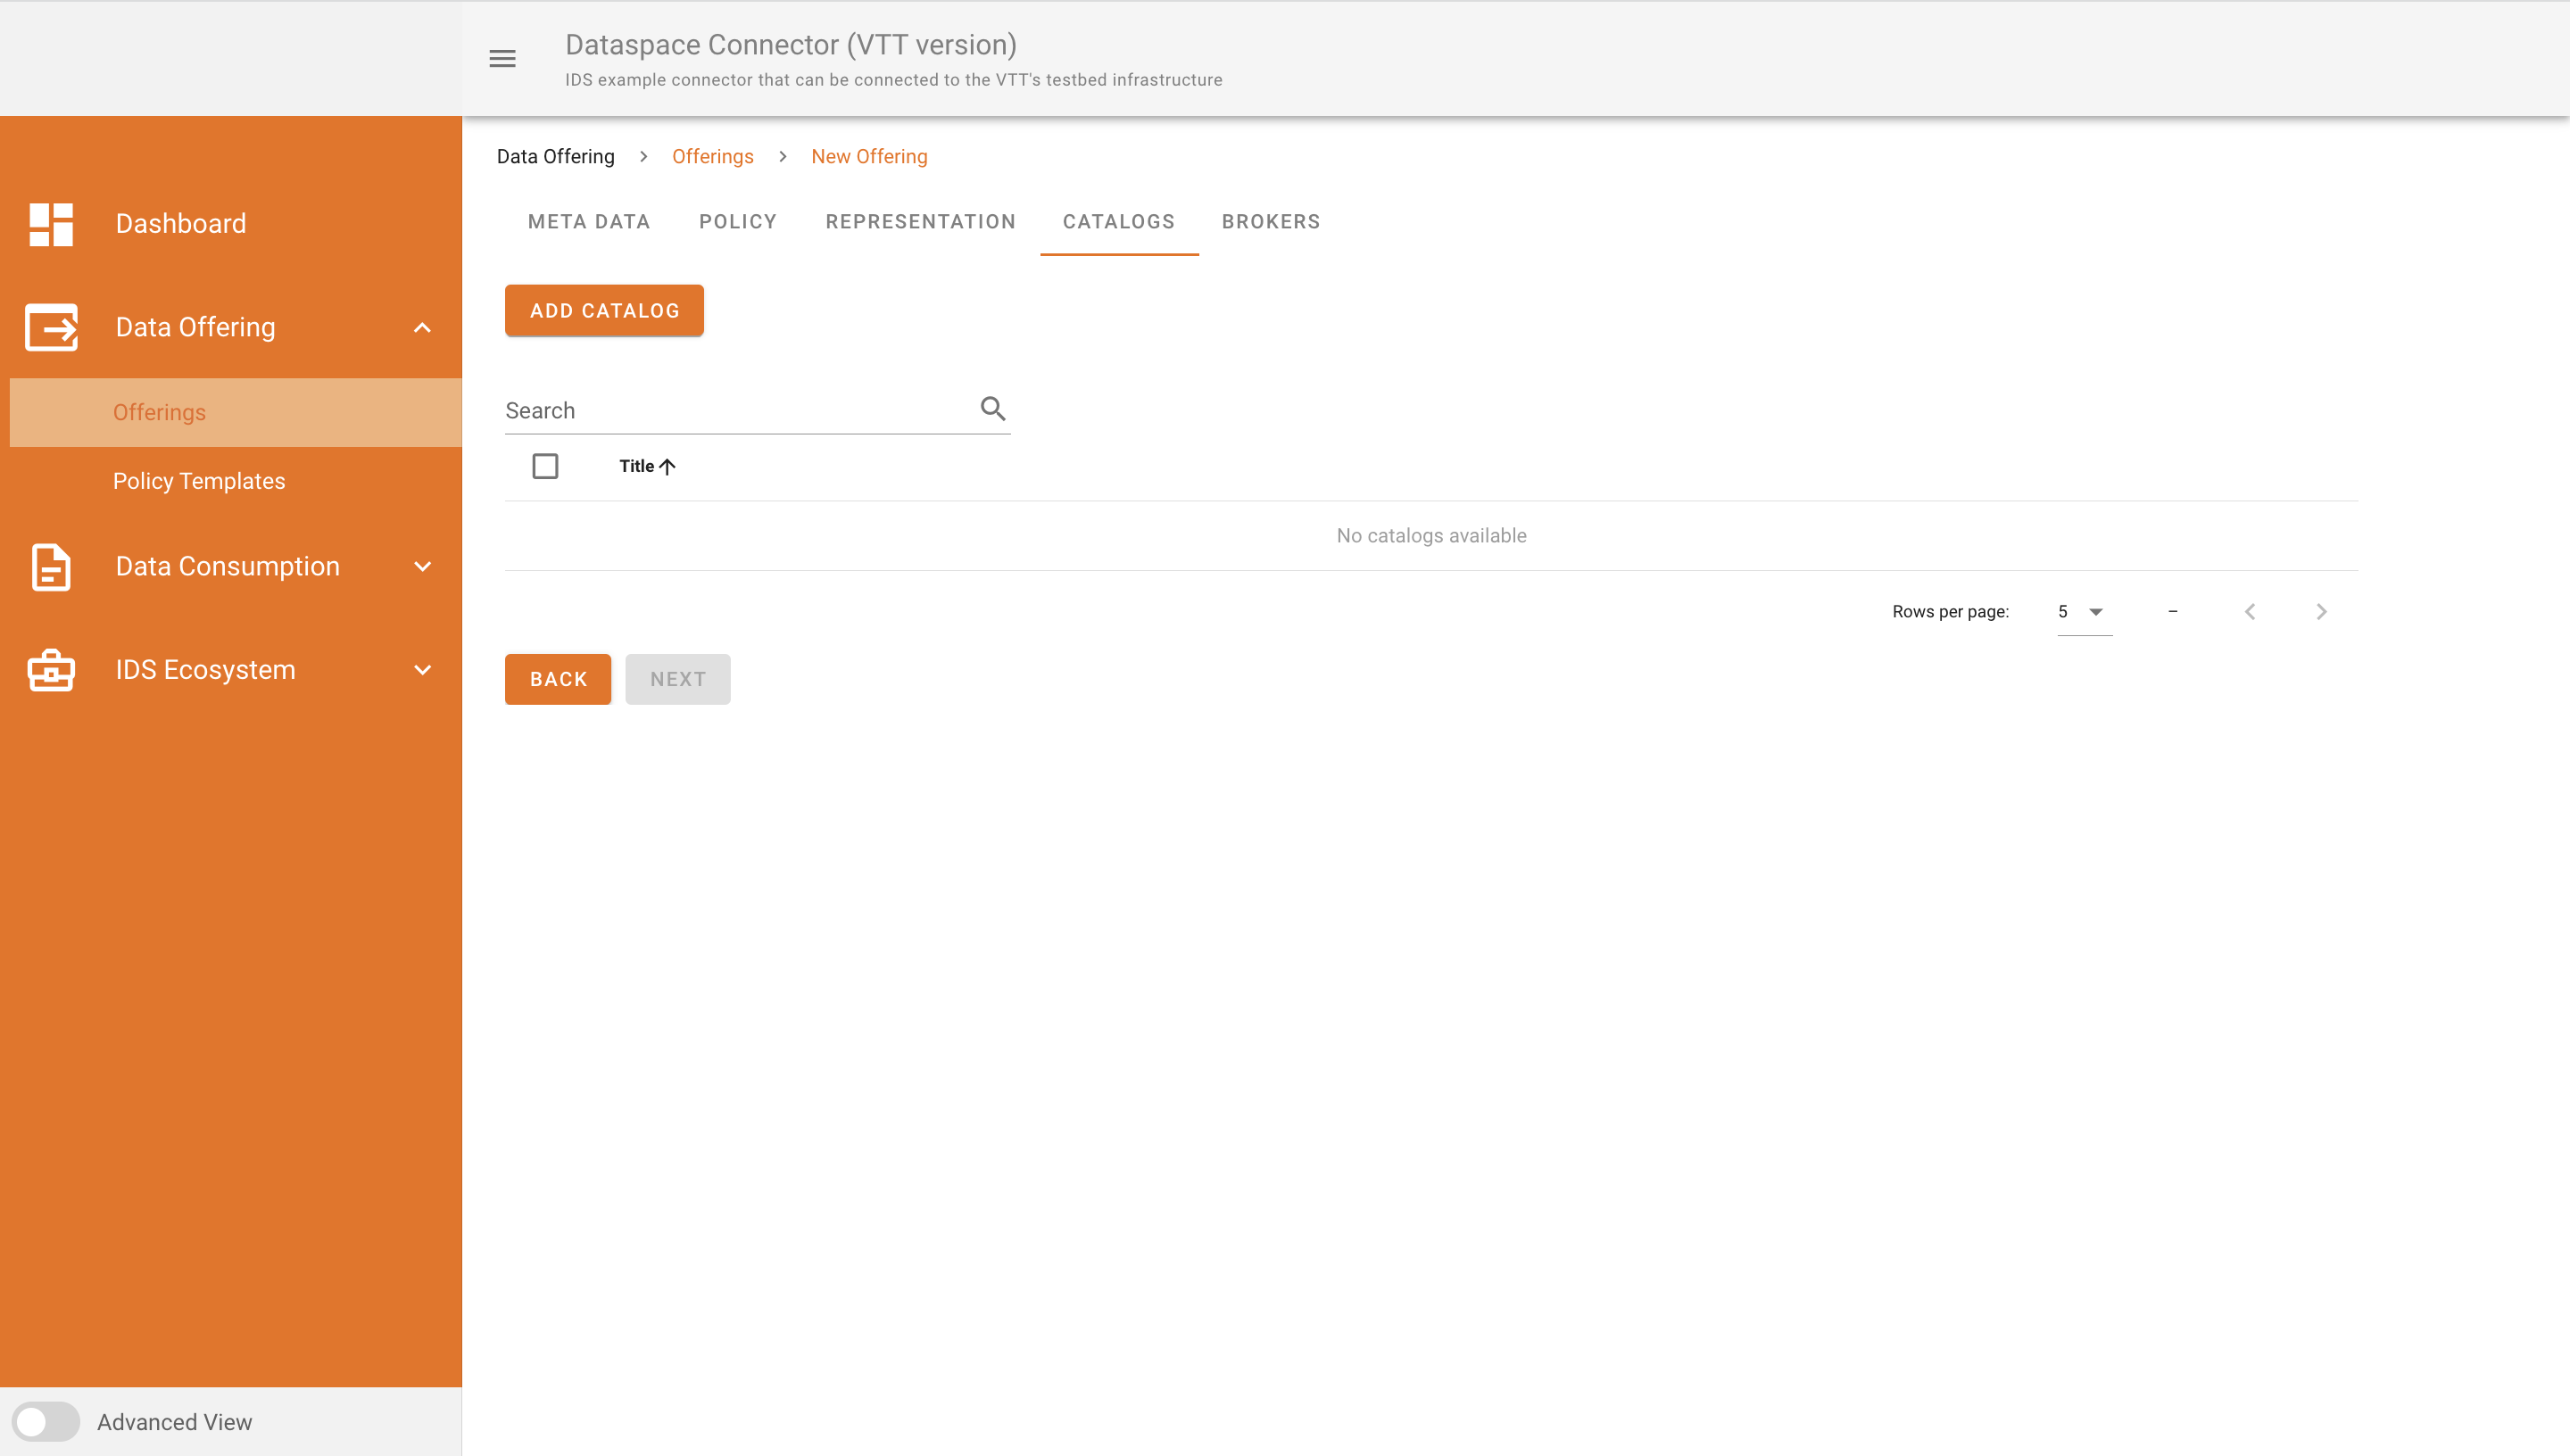 Dataspace Connector (VTT version)
IDS example connector that can be connected to the VTT's testbed infrastructure
Dashboard
Data Offering
Offerings
Policy Templates
Data Consumption
IDS Ecosystem
Advanced View
Data Offering > Offerings > New Offering
META DATA POLICY REPRESENTATION CATALOGS BROKERS
ADD CATALOG
Search
Title
No catalogs available
Rows per page: 5 –
BACK NEXT